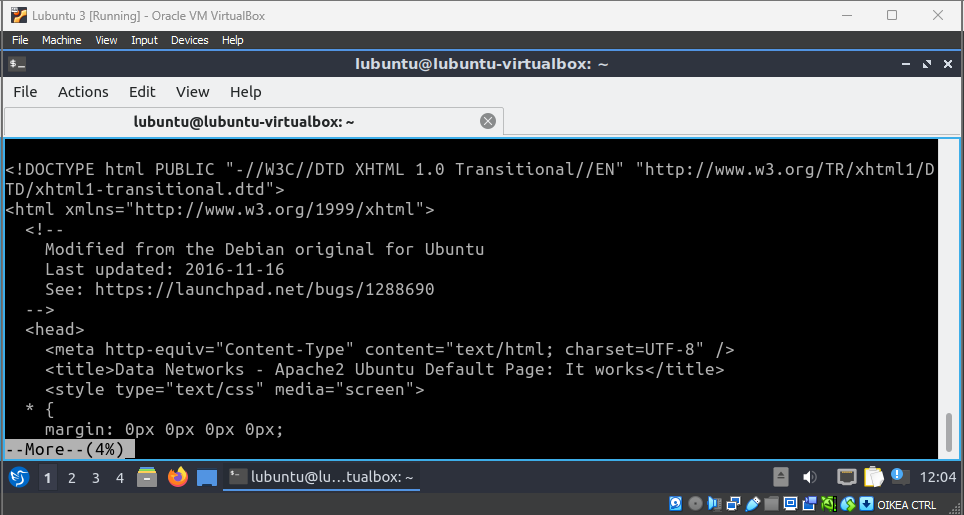 Lubuntu 3 [Running] - Oracle VM VirtualBox
File Machine View Input Devices Help
lubuntu@lubuntu-virtualbox: ~
File Actions Edit View Help
lubuntu@lubuntu-virtualbox: ~
<!DOCTYPE html PUBLIC "-//W3C//DTD XHTML 1.0 Transitional//EN" "http://www.w3.org/TR/xhtml1/D
TD/xhtml1-transitional.dtd">
<html xmlns="http://www.w3.org/1999/xhtml">
  <!--
    Modified from the Debian original for Ubuntu
    Last updated: 2016-11-16
    See: https://launchpad.net/bugs/1288690
  -->
  <head>
    <meta http-equiv="Content-Type" content="text/html; charset=UTF-8" />
    <title>Data Networks - Apache2 Ubuntu Default Page: It works</title>
    <style type="text/css" media="screen">
  * {
    margin: 0px 0px 0px 0px;
--More--(4%)
1 2 3 4 lubuntu@lu…tualbox: ~ 12:04
OIKEA CTRL